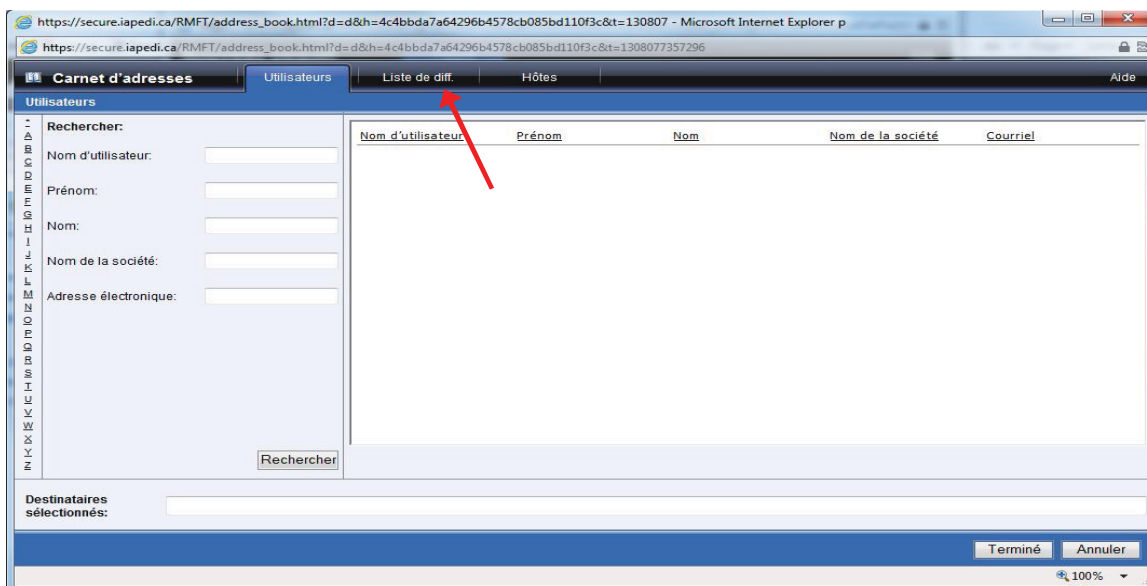 https://secure.iapedi.ca/RMFT/address_book.html?d=d&h=4c4bbda7a64296b4578cb085bd110f3c&t=130807 - Microsoft Internet Explorer p
https://secure.iapedi.ca/RMFT/address_book.html?d=d&h=4c4bbda7a64296b4578cb085bd110f3c&t=1308077357296
Carnet d'adresses Utilisateurs Liste de diff. Hôtes Aide
Utilisateurs
-
A
B
C
D
E
F
G
H
I
J
K
L
M
N
O
P
Q
R
S
T
U
V
W
X
Y
Z
Rechercher:
Nom d'utilisateur:
Prénom:
Nom:
Nom de la société:
Adresse électronique:
Rechercher
Nom d'utilisateur Prénom Nom Nom de la société Courriel
Destinataires
sélectionnés:
Terminé Annuler
100%